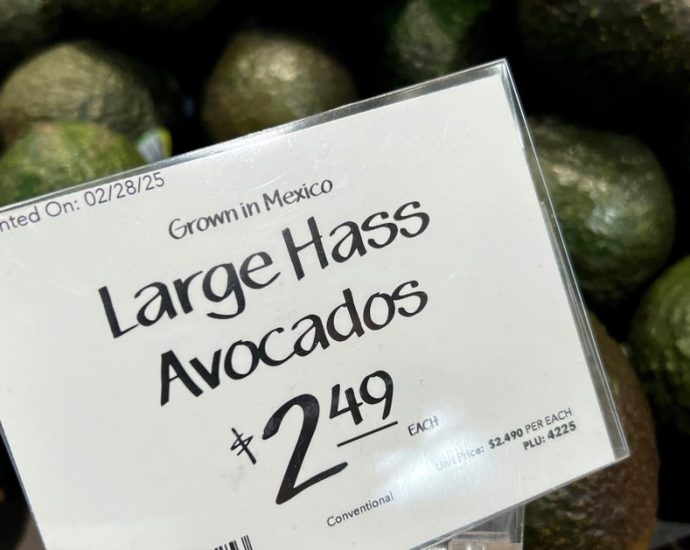 nted On: 02/28/25
Grown in Mexico
Large Hass
Avocados
$2.49 EACH
Unit Price: $2.490 PER EACH
PLU: 4225
Conventional